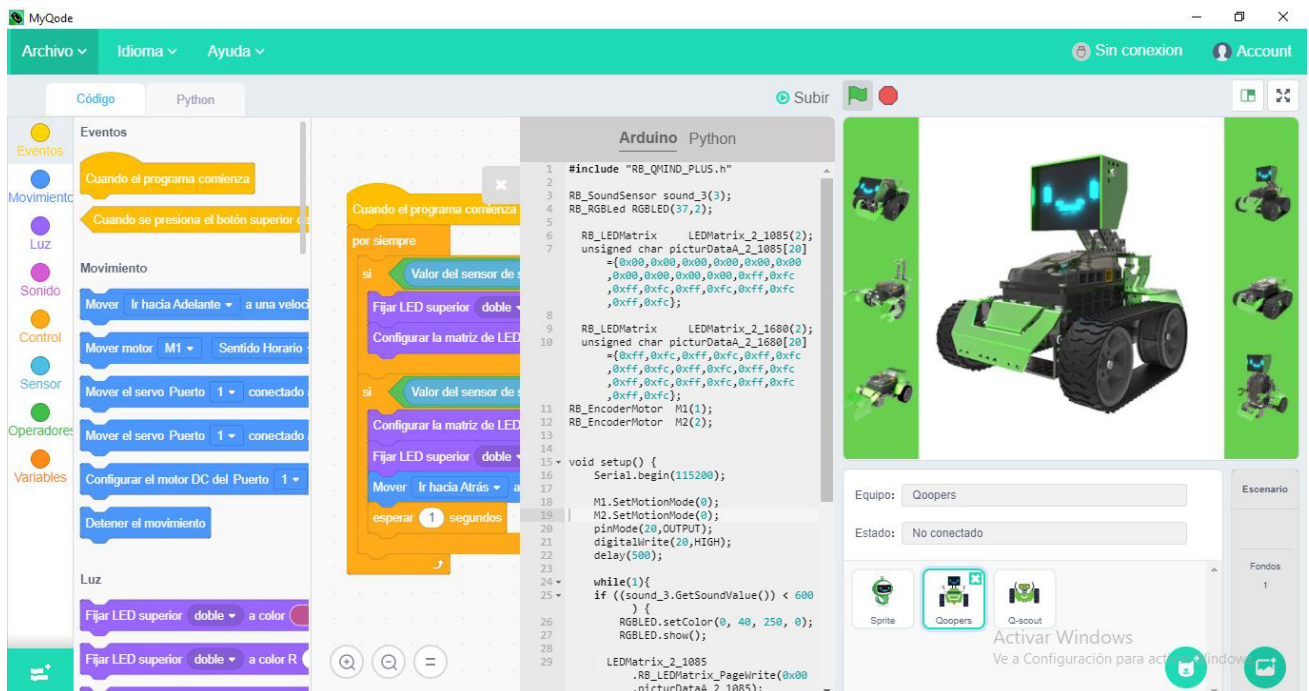 MyQode
Archivo Idioma Ayuda Sin conexion Account
Código Python Subir
Eventos
Movimiento
Luz
Sonido
Control
Sensor
Operadores
Variables
Eventos
Cuando el programa comienza
Cuando se presiona el botón superior d
Movimiento
Mover Ir hacia Adelante a una veloci
Mover motor M1 Sentido Horario
Mover el servo Puerto 1 conectado
Mover el servo Puerto 1 conectado
Configurar el motor DC del Puerto 1
Detener el movimiento
Luz
Fijar LED superior doble a color
Fijar LED superior doble a color R
Cuando el programa comienza
por siempre
si Valor del sensor de s
Fijar LED superior doble
Configurar la matriz de LED
si Valor del sensor de s
Configurar la matriz de LED
Fijar LED superior doble
Mover Ir hacia Atrás a
esperar 1 segundos
Arduino Python
1 #include "RB_QMIND_PLUS.h"
2
3 RB_SoundSensor sound_3(3);
4 RB_RGBLed RGBLED(37,2);
5
6 RB_LEDMatrix LEDMatrix_2_1085(2);
7 unsigned char picturDataA_2_1085[20]
={0x00,0x00,0x00,0x00,0x00,0x00
,0x00,0x00,0x00,0x00,0xff,0xfc
,0xff,0xfc,0xff,0xfc,0xff,0xfc
,0xff,0xfc};
8
9 RB_LEDMatrix LEDMatrix_2_1680(2);
10 unsigned char picturDataA_2_1680[20]
={0xff,0xfc,0xff,0xfc,0xff,0xfc
,0xff,0xfc,0xff,0xfc,0xff,0xfc
,0xff,0xfc,0xff,0xfc,0xff,0xfc
,0xff,0xfc};
11 RB_EncoderMotor M1(1);
12 RB_EncoderMotor M2(2);
13
14
15 void setup() {
16 Serial.begin(115200);
17
18 M1.SetMotionMode(0);
19 M2.SetMotionMode(0);
20 pinMode(20,OUTPUT);
21 digitalWrite(20,HIGH);
22 delay(500);
23
24 while(1){
25 if ((sound_3.GetSoundValue()) < 600
) {
26 RGBLED.setColor(0, 40, 250, 0);
27 RGBLED.show();
28
29 LEDMatrix_2_1085
.RB_LEDMatrix_PageWrite(0x00
,picturDataA_2_1085);
Equipo: Qoopers
Estado: No conectado
Sprite Qoopers Q-scout
Escenario
Fondos
1
Activar Windows
Ve a Configuración para act Windows